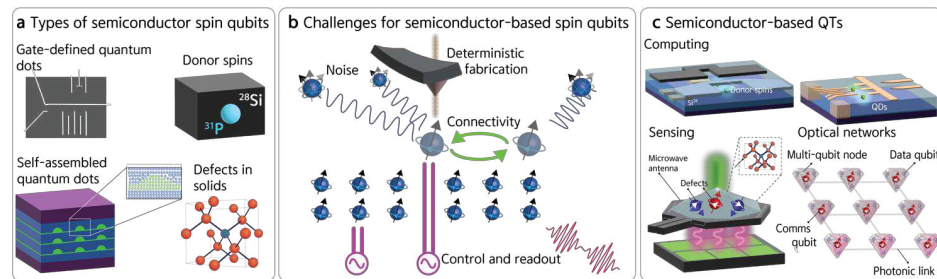 a Types of semiconductor spin qubits
Gate-defined quantum
dots
Donor spins
²⁸Si
³¹P
Self-assembled
quantum dots
Defects in
solids
b Challenges for semiconductor-based spin qubits
Noise
Deterministic
fabrication
Connectivity
Control and readout
c Semiconductor-based QTs
Computing
Donor spins
Si²⁸
QDs
Sensing
Microwave
antenna
Defects
Optical networks
Multi-qubit node
Data qubit
Comms
qubit
Photonic link